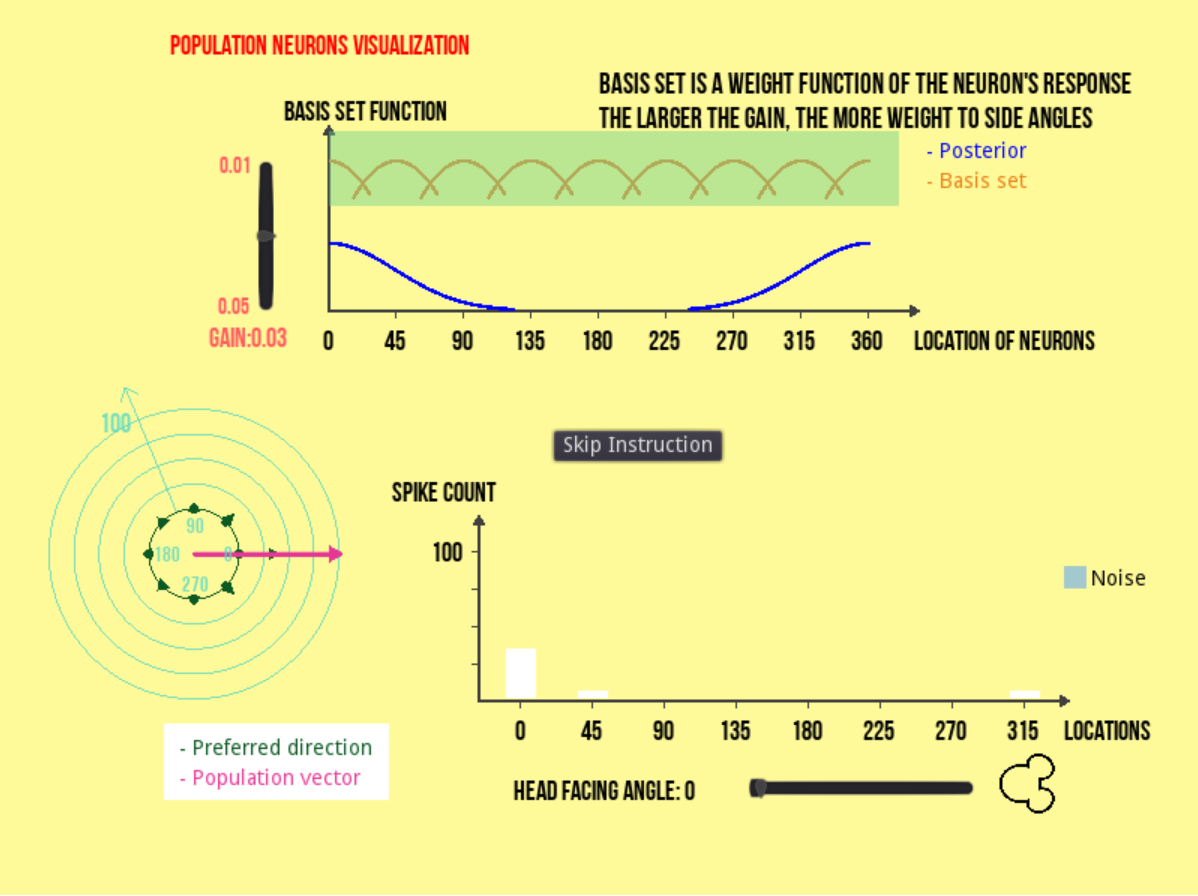 POPULATION NEURONS VISUALIZATION
BASIS SET IS A WEIGHT FUNCTION OF THE NEURON'S RESPONSE
THE LARGER THE GAIN, THE MORE WEIGHT TO SIDE ANGLES
BASIS SET FUNCTION
- Posterior
- Basis set
0.01
0.05
GAIN:0.03
0 45 90 135 180 225 270 315 360 LOCATION OF NEURONS
100
90
180 0
270
Skip Instruction
SPIKE COUNT
100
Noise
0 45 90 135 180 225 270 315 LOCATIONS
- Preferred direction
- Population vector
HEAD FACING ANGLE: 0